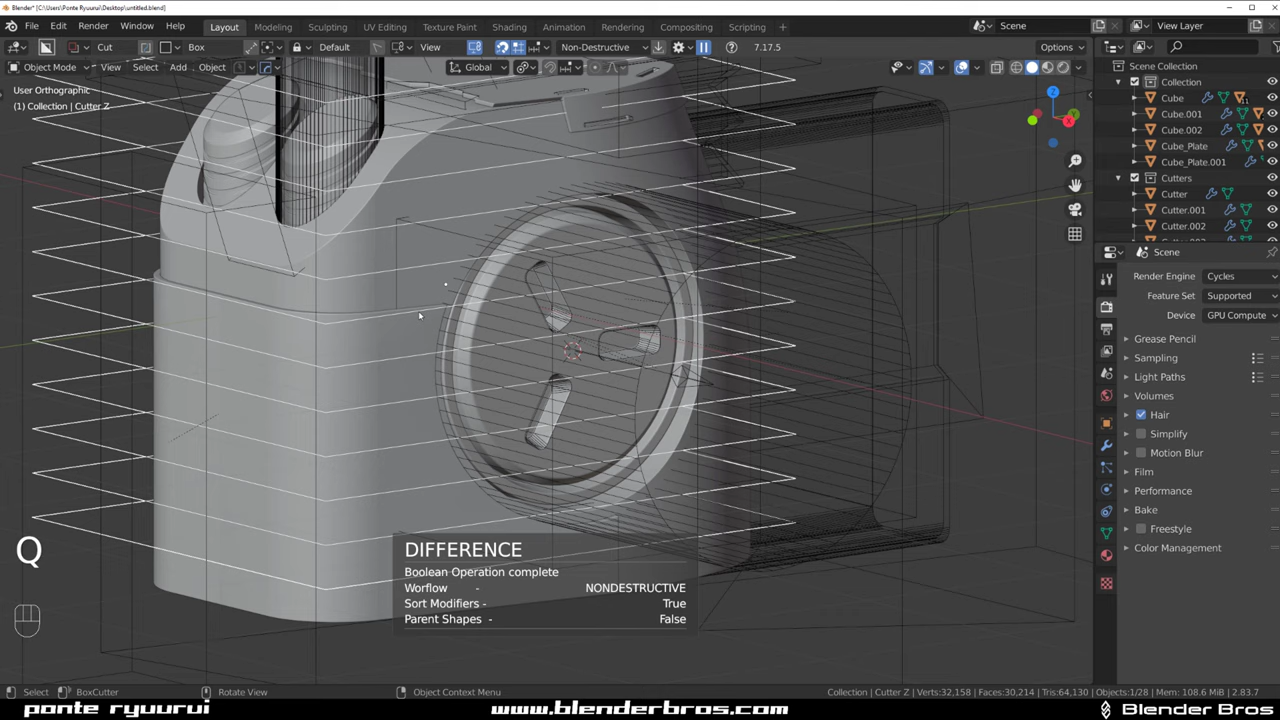 Blender* [C:\Users\Ponte Ryuurui\Desktop\untitled.blend]
File Edit Render Window Help Layout Modeling Sculpting UV Editing Texture Paint Shading Animation Rendering Compositing Scripting Scene View Layer
Cut Box Default View Non-Destructive 7.17.5 Options
Object Mode View Select Add Object Global
User Orthographic
(1) Collection | Cutter Z
Scene Collection
Collection
Cube
Cube.001
Cube.002
Cube_Plate
Cube_Plate.001
Cutters
Cutter
Cutter.001
Cutter.002
Scene
Render Engine Cycles
Feature Set Supported
Device GPU Compute
Grease Pencil
Sampling
Light Paths
Volumes
Hair
Simplify
Motion Blur
Film
Performance
Bake
Freestyle
Color Management
Z
Q
DIFFERENCE
Boolean Operation complete
Worflow - NONDESTRUCTIVE
Sort Modifiers - True
Parent Shapes - False
Select BoxCutter Rotate View Object Context Menu Collection | Cutter Z | Verts:32,158 | Faces:30,214 | Tris:64,130 | Objects:1/28 | Mem: 108.6 MiB | 2.83.7
ponte ryuurui www.blenderbros.com Blender Bros